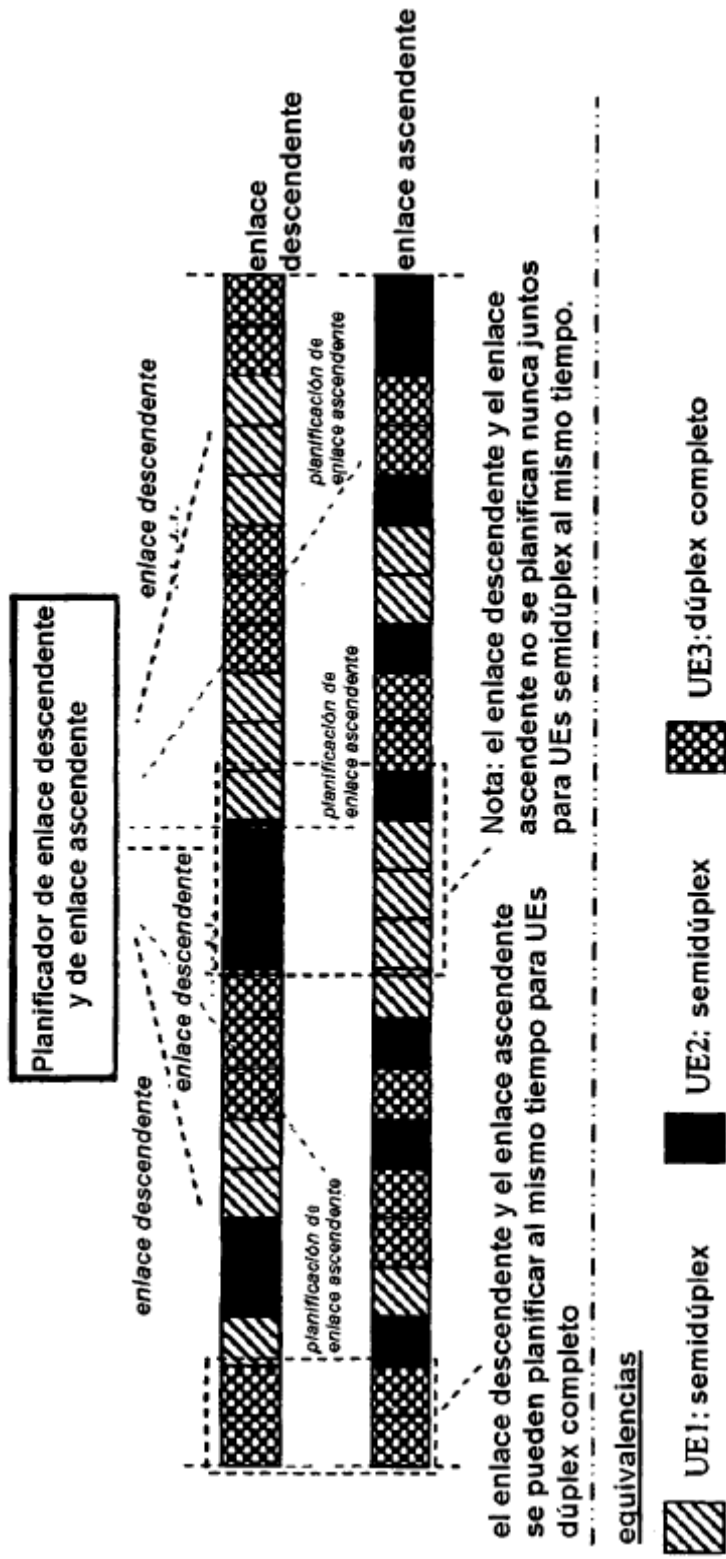 Planificador de enlace descendente
y de enlace ascendente
enlace descendente
enlace descendente
enlace descendente
enlace
descendente
planificación de
enlace ascendente
planificación de
enlace ascendente
planificación de
enlace ascendente
enlace ascendente
el enlace descendente y el enlace ascendente
se pueden planificar al mismo tiempo para UEs
dúplex completo
Nota: el enlace descendente y el enlace
ascendente no se planifican nunca juntos
para UEs semidúplex al mismo tiempo.
equivalencias
UE1: semidúplex
UE2: semidúplex
UE3: dúplex completo